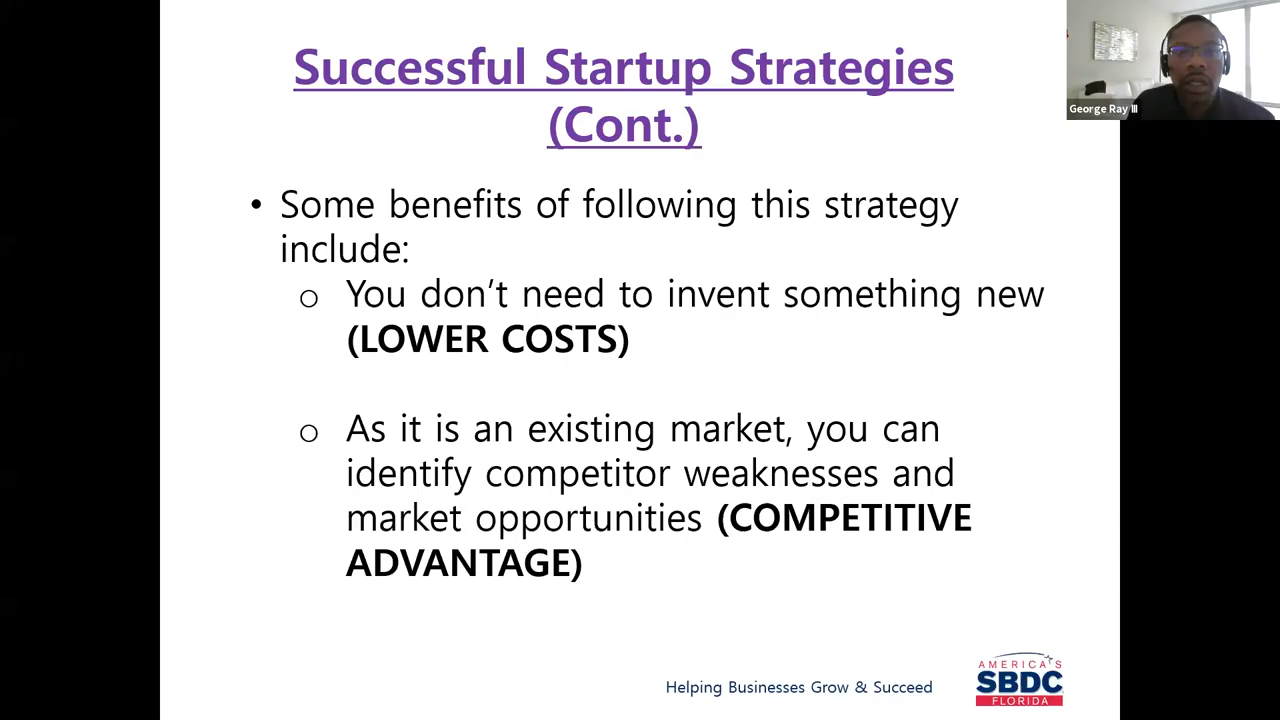 Successful Startup Strategies
(Cont.)
George Ray III
• Some benefits of following this strategy
include:
o You don’t need to invent something new
(LOWER COSTS)
o As it is an existing market, you can
identify competitor weaknesses and
market opportunities (COMPETITIVE
ADVANTAGE)
Helping Businesses Grow & Succeed
AMERICA'S
SBDC
FLORIDA